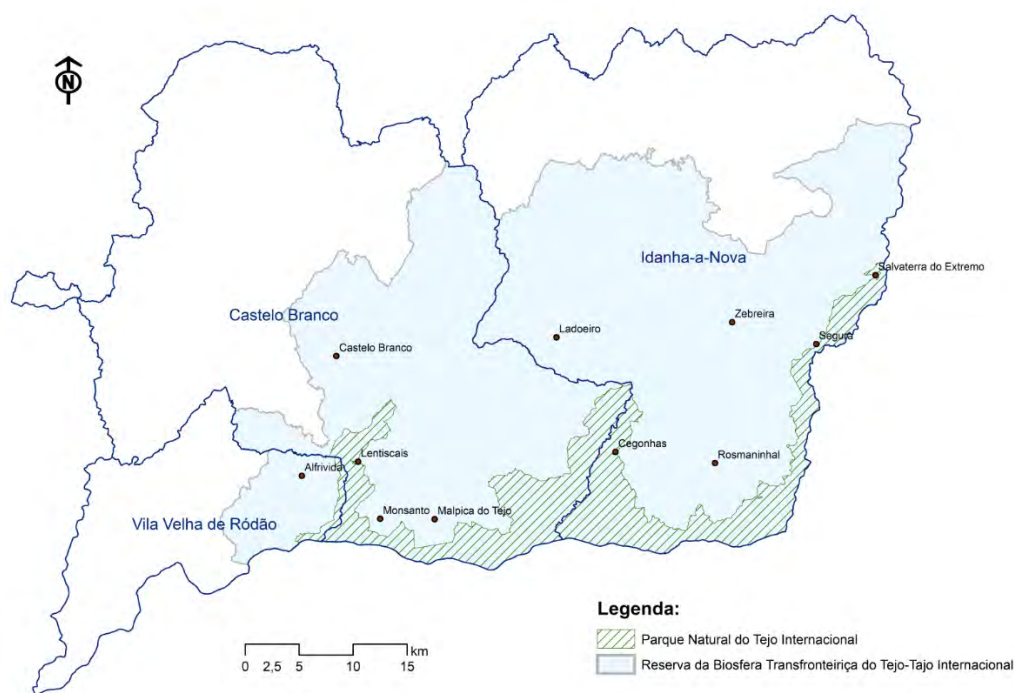 N
Idanha-a-Nova
Salvaterra do Extremo
Castelo Branco
Zebreira
Ladoeiro
Segura
Castelo Branco
Cegonhas
Lentiscais
Rosmaninhal
Alfrivida
Monsanto
Malpica do Tejo
Vila Velha de Ródão
Legenda:
Parque Natural do Tejo Internacional
Reserva da Biosfera Transfronteiriça do Tejo-Tajo Internacional
km
0 2,5 5 10 15